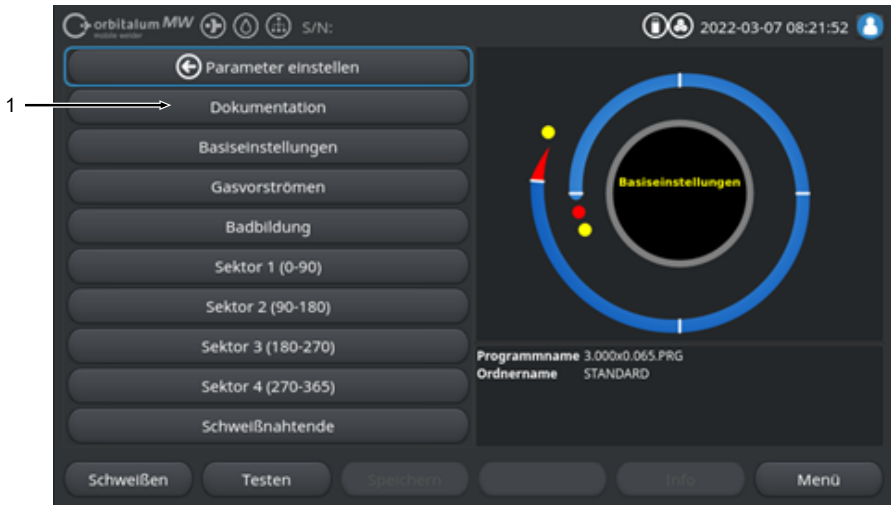 orbitalum MW S/N: 2022-03-07 08:21:52
mobile welder
Parameter einstellen
1
Dokumentation
Basiseinstellungen
Gasvorströmen
Badbildung
Sektor 1 (0-90)
Sektor 2 (90-180)
Sektor 3 (180-270)
Sektor 4 (270-365)
Schweißnahtende
Basiseinstellungen
Programmname 3.000x0.065.PRG
Ordnername STANDARD
Schweißen Testen Speichern Info Menü